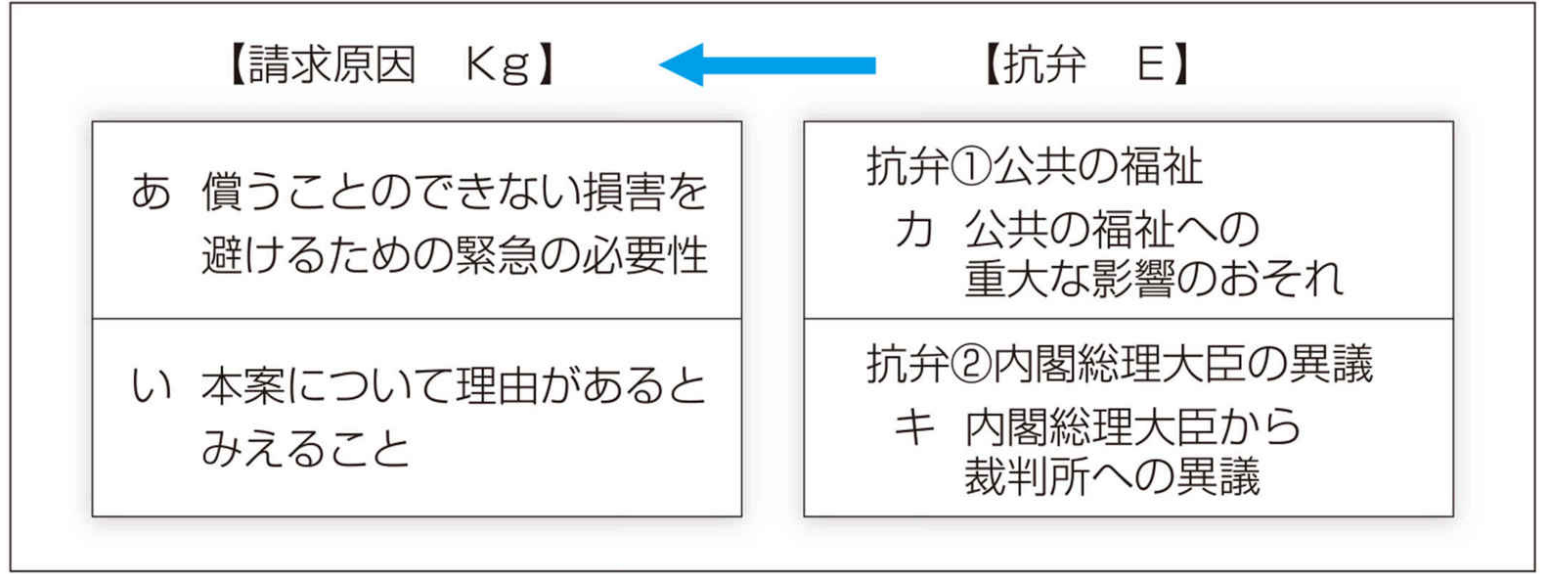 【請求原因　Kg】
【抗弁　E】
あ　償うことのできない損害を
避けるための緊急の必要性
い　本案について理由があると
みえること
抗弁①公共の福祉
カ　公共の福祉への
重大な影響のおそれ
抗弁②内閣総理大臣の異議
キ　内閣総理大臣から
裁判所への異議